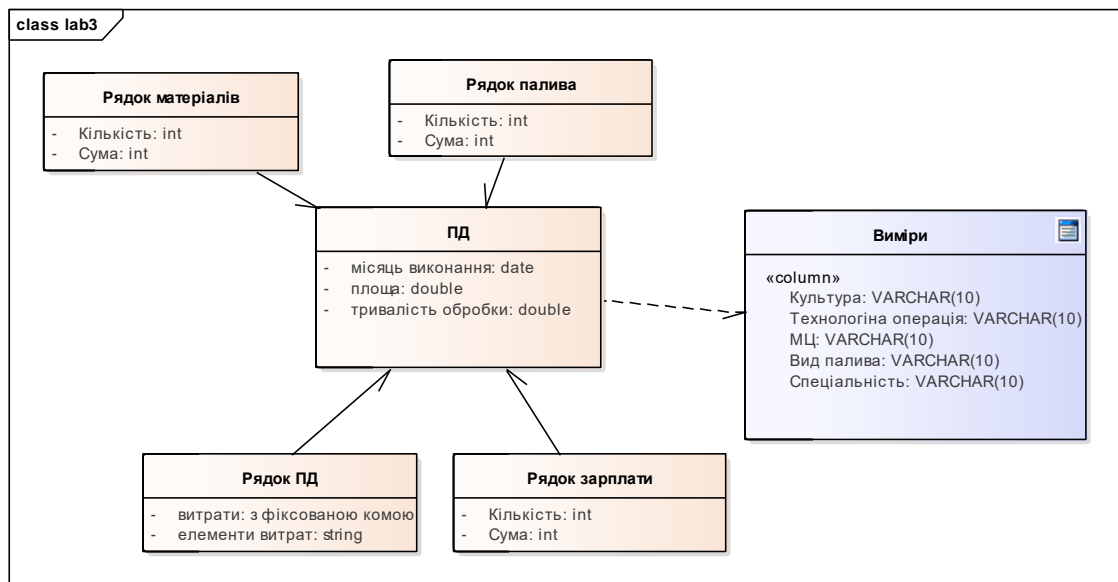 class lab3
Рядок матеріалів
- Кількість: int
- Сума: int
Рядок палива
- Кількість: int
- Сума: int
ПД
- місяць виконання: date
- площа: double
- тривалість обробки: double
Виміри
«column»
Культура: VARCHAR(10)
Технологіна операція: VARCHAR(10)
МЦ: VARCHAR(10)
Вид палива: VARCHAR(10)
Спеціальність: VARCHAR(10)
Рядок ПД
- витрати: з фіксованою комою
- елементи витрат: string
Рядок зарплати
- Кількість: int
- Сума: int